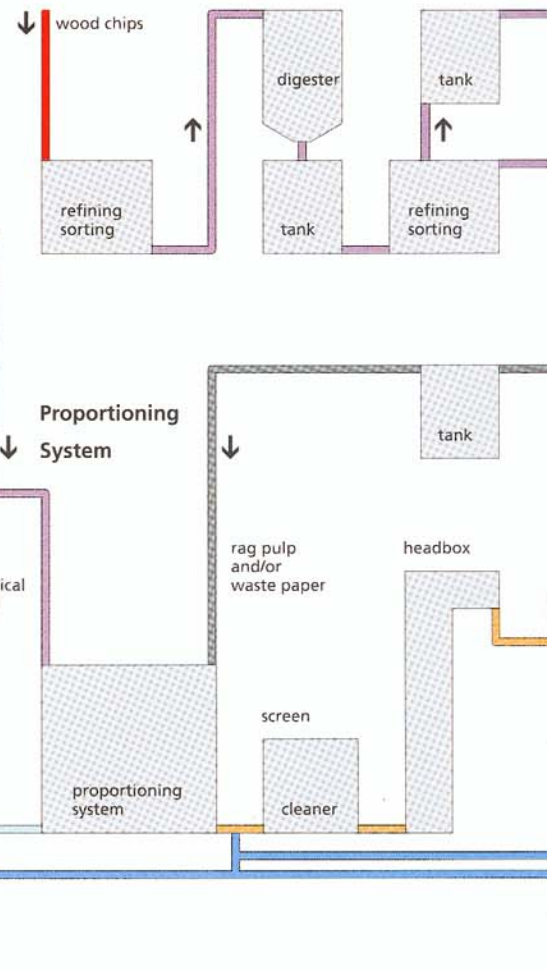 wood chips
digester
tank
refining
sorting
tank
refining
sorting
Proportioning
System
tank
rag pulp
and/or
waste paper
headbox
ical
screen
proportioning
system
cleaner